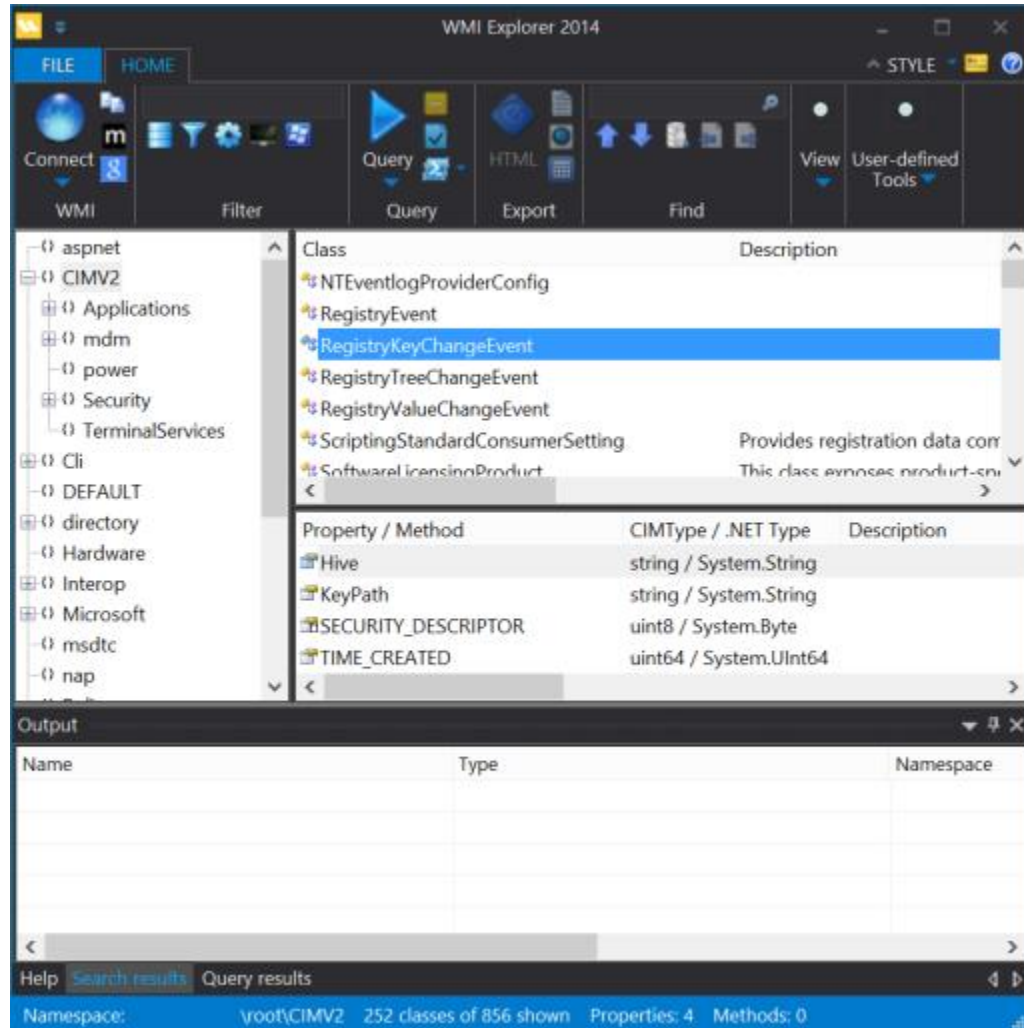 WMI Explorer 2014
FILE HOME STYLE
Connect m g Query HTML View User-defined Tools
WMI Filter Query Export Find
aspnet
CIMV2
Applications
mdm
power
Security
TerminalServices
Cli
DEFAULT
directory
Hardware
Interop
Microsoft
msdtc
nap
Class Description
NTEventlogProviderConfig
RegistryEvent
RegistryKeyChangeEvent
RegistryTreeChangeEvent
RegistryValueChangeEvent
ScriptingStandardConsumerSetting Provides registration data com
SoftwareLicensingProduct This class exposes product-spe
Property / Method CIMType / .NET Type Description
Hive string / System.String
KeyPath string / System.String
SECURITY_DESCRIPTOR uint8 / System.Byte
TIME_CREATED uint64 / System.UInt64
Output
Name Type Namespace
Help Search results Query results
Namespace: \root\CIMV2 252 classes of 856 shown Properties: 4 Methods: 0